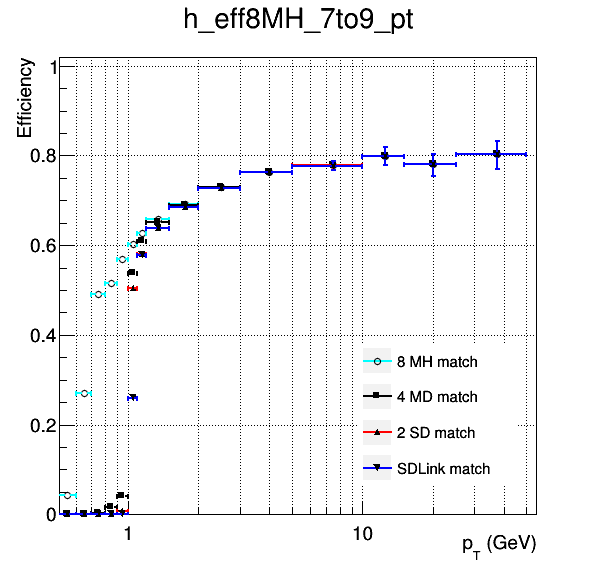 h_eff8MH_7to9_pt
Efficiency
1
0.8
0.6
0.4
0.2
0
8 MH match
4 MD match
2 SD match
SDLink match
1
10
pT (GeV)